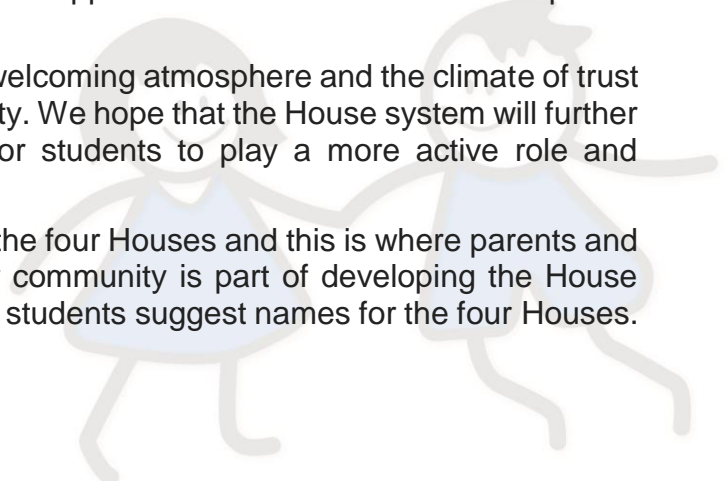 welcoming atmosphere and the climate of trust
ty. We hope that the House system will further
or students to play a more active role and
the four Houses and this is where parents and
community is part of developing the House
students suggest names for the four Houses.